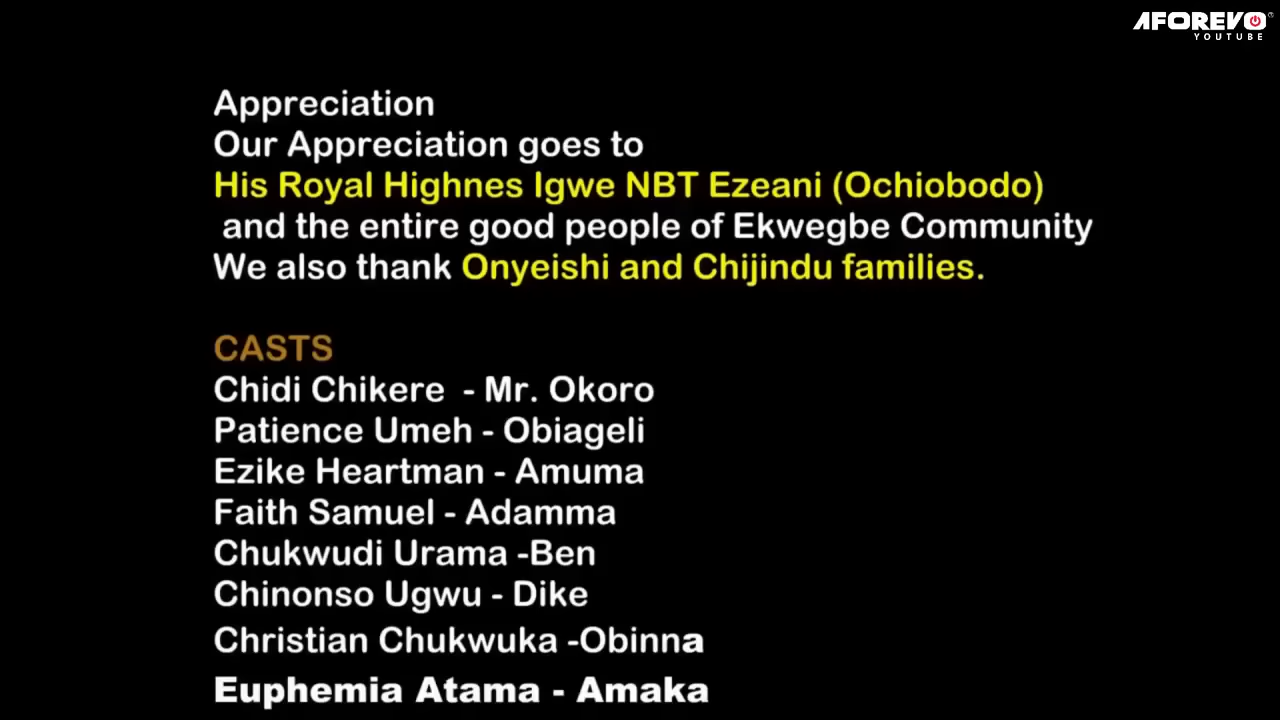 AFOREVO
YOUTUBE
Appreciation
Our Appreciation goes to
His Royal Highnes Igwe NBT Ezeani (Ochiobodo)
and the entire good people of Ekwegbe Community
We also thank Onyeishi and Chijindu families.
CASTS
Chidi Chikere - Mr. Okoro
Patience Umeh - Obiageli
Ezike Heartman - Amuma
Faith Samuel - Adamma
Chukwudi Urama -Ben
Chinonso Ugwu - Dike
Christian Chukwuka -Obinna
Euphemia Atama - Amaka